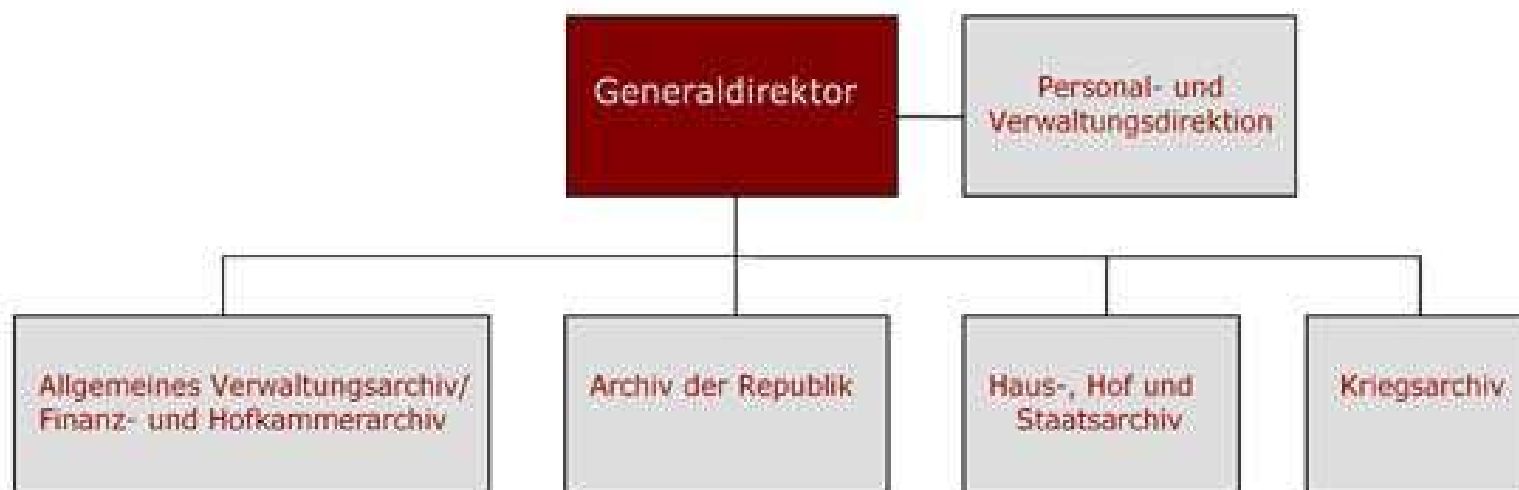 Generaldirektor
Personal- und
Verwaltungsdirektion
Allgemeines Verwaltungsarchiv/
Finanz- und Hofkammerarchiv
Archiv der Republik
Haus-, Hof und
Staatsarchiv
Kriegsarchiv